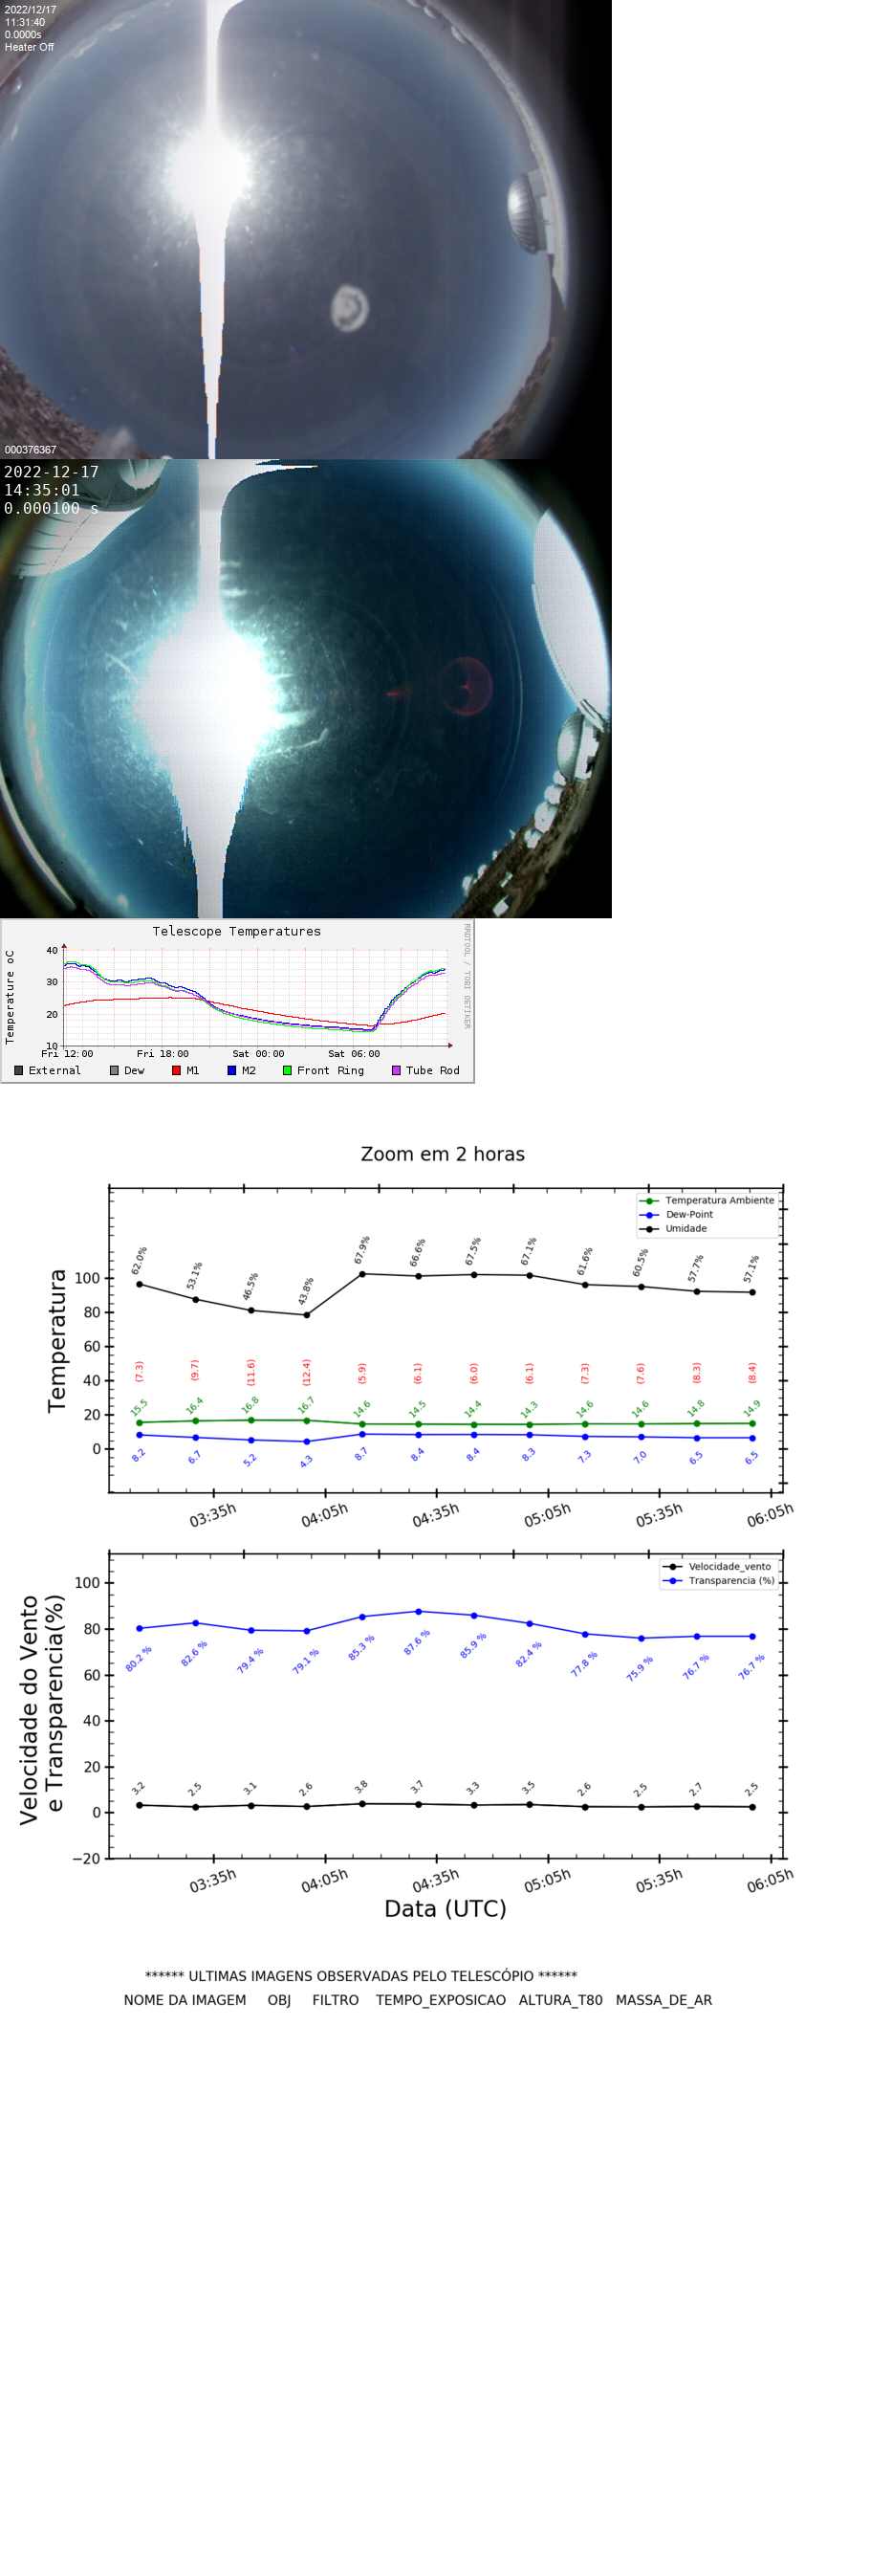 2022/12/17
11:31:40
0.0000s
Heater Off
000376367
2022-12-17
14:35:01
0.000100 s
Telescope Temperatures
RRDTOOL / TOBI OETIKER
Temperature oC
40
30
20
10
Fri 12:00 Fri 18:00 Sat 00:00 Sat 06:00
External Dew M1 M2 Front Ring Tube Rod
Zoom em 2 horas
Temperatura
Temperatura Ambiente
Dew-Point
Umidade
100
80
60
40
20
0
62.0% 53.1% 46.5% 43.8% 67.9% 66.6% 67.5% 67.1% 61.6% 60.5% 57.7% 57.1%
(7.3) (9.7) (11.6) (12.4) (5.9) (6.1) (6.0) (6.1) (7.3) (7.6) (8.3) (8.4)
15.5 16.4 16.8 16.7 14.6 14.5 14.4 14.3 14.6 14.6 14.8 14.9
8.2 6.7 5.2 4.3 8.7 8.4 8.4 8.3 7.3 7.0 6.5 6.5
03:35h 04:05h 04:35h 05:05h 05:35h 06:05h
Velocidade do Vento
e Transparencia(%)
Velocidade_vento
Transparencia (%)
100
80
60
40
20
0
−20
80.2 % 82.6 % 79.4 % 79.1 % 85.3 % 87.6 % 85.9 % 82.4 % 77.8 % 75.9 % 76.7 % 76.7 %
3.2 2.5 3.1 2.6 3.8 3.7 3.3 3.5 2.6 2.5 2.7 2.5
03:35h 04:05h 04:35h 05:05h 05:35h 06:05h
Data (UTC)
****** ULTIMAS IMAGENS OBSERVADAS PELO TELESCÓPIO ******
NOME DA IMAGEM OBJ FILTRO TEMPO_EXPOSICAO ALTURA_T80 MASSA_DE_AR